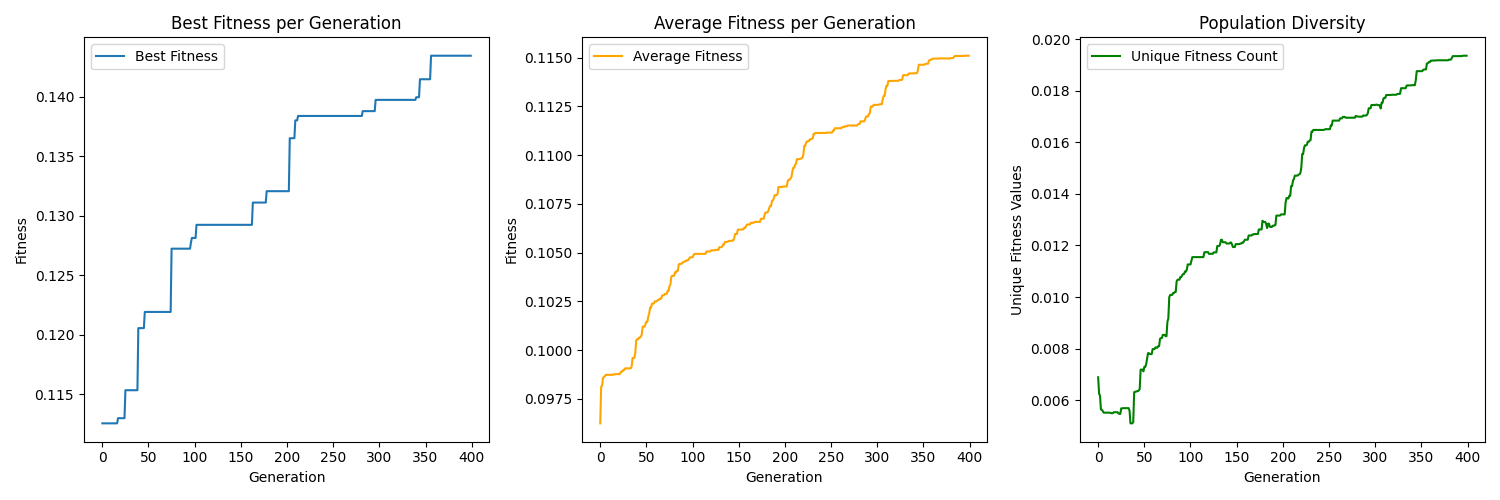 Best Fitness per Generation
Best Fitness
Fitness
0.140
0.135
0.130
0.125
0.120
0.115
0 50 100 150 200 250 300 350 400
Generation
Average Fitness per Generation
Average Fitness
Fitness
0.1150
0.1125
0.1100
0.1075
0.1050
0.1025
0.1000
0.0975
0 50 100 150 200 250 300 350 400
Generation
Population Diversity
Unique Fitness Count
Unique Fitness Values
0.020
0.018
0.016
0.014
0.012
0.010
0.008
0.006
0 50 100 150 200 250 300 350 400
Generation